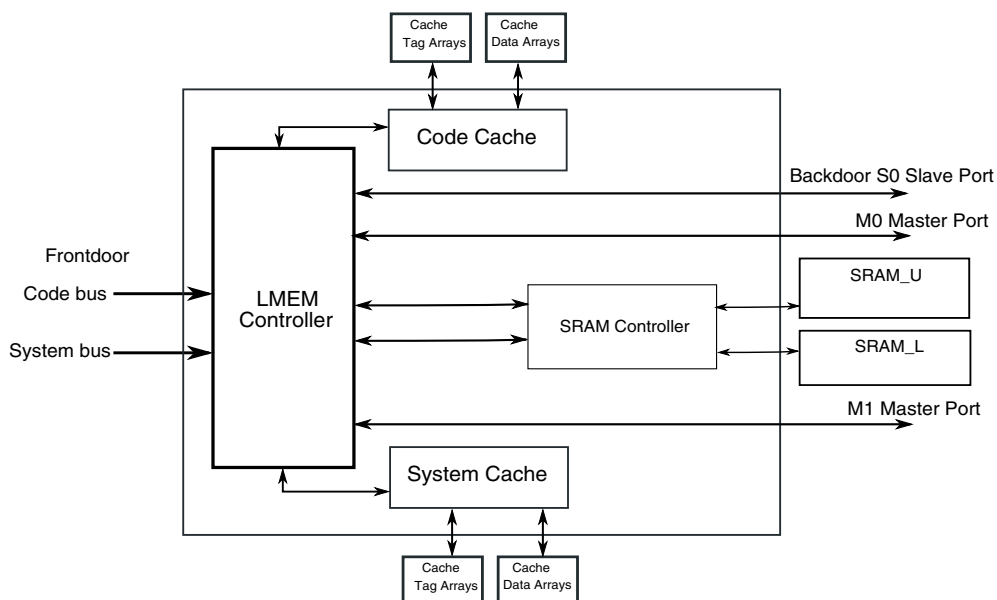 Cache
Tag Arrays
Cache
Data Arrays
Code Cache
Backdoor S0 Slave Port
M0 Master Port
Frontdoor
Code bus
System bus
LMEM
Controller
SRAM Controller
SRAM_U
SRAM_L
M1 Master Port
System Cache
Cache
Tag Arrays
Cache
Data Arrays